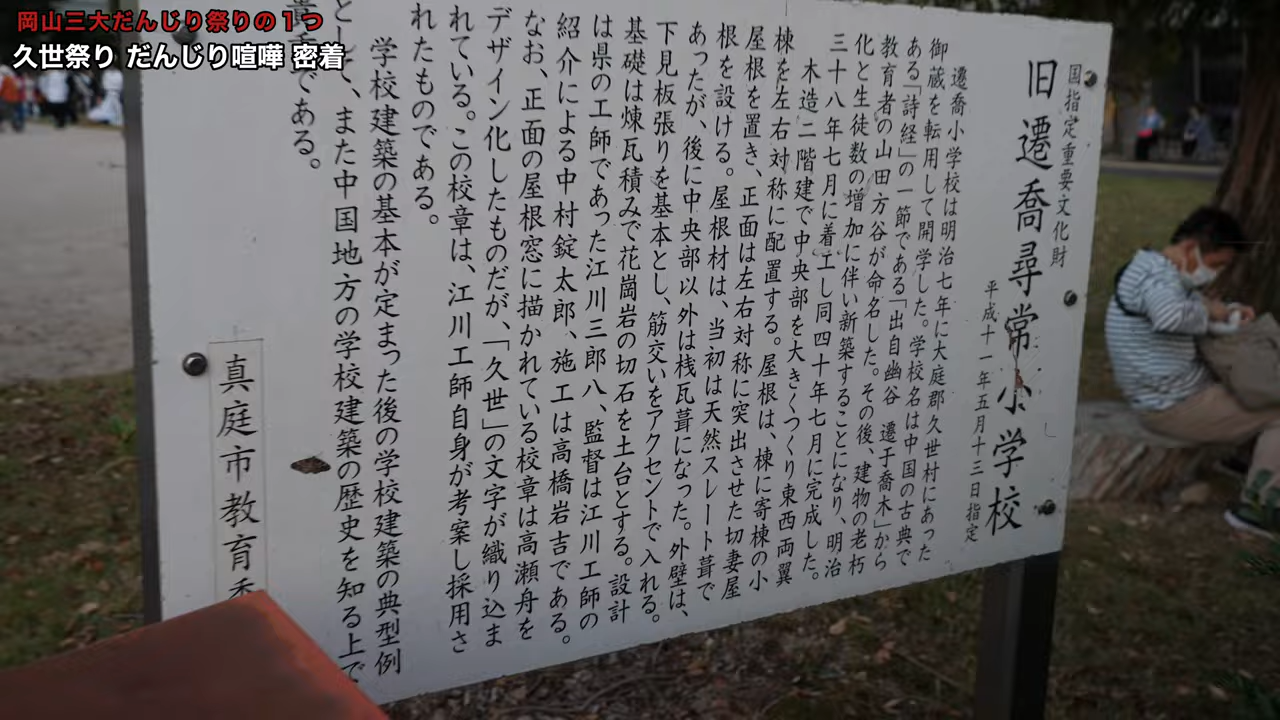 岡山三大だんじり祭りの１つ
久世祭り だんじり喧嘩 密着
国指定重要文化財
旧遷喬尋常小学校
平成十一年五月十三日指定
遷喬小学校は明治七年に大庭郡久世村にあった
御蔵を転用して開学した。学校名は中国の古典で
ある「詩経」の一節である「出自幽谷 遷于喬木」から
教育者の山田方谷が命名した。その後、建物の老朽
化と生徒数の増加に伴い新築することになり、明治
三十八年七月に着工し同四十年七月に完成した。
木造二階建で中央部を大きくつくり東西両翼
棟を左右対称に配置する。屋根は、棟に寄棟の小
屋根を置き、正面は左右対称に突出させた切妻屋
根を設ける。屋根材は、当初は天然スレート葺で
あったが、後に中央部以外は桟瓦葺になった。外壁は、
下見板張りを基本とし、筋交いをアクセントで入れる。
基礎は煉瓦積みで花崗岩の切石を土台とする。設計
は県の工師であった江川三郎八、監督は江川工師の
紹介による中村錠太郎、施工は高橋岩吉である。
なお、正面の屋根窓に描かれている校章は高瀬舟を
デザイン化したものだが、「久世」の文字が織り込ま
れている。この校章は、江川工師自身が考案し採用さ
れたものである。
学校建築の基本が定まった後の学校建築の典型例
として、また中国地方の学校建築の歴史を知る上で
貴重である。
真庭市教育委